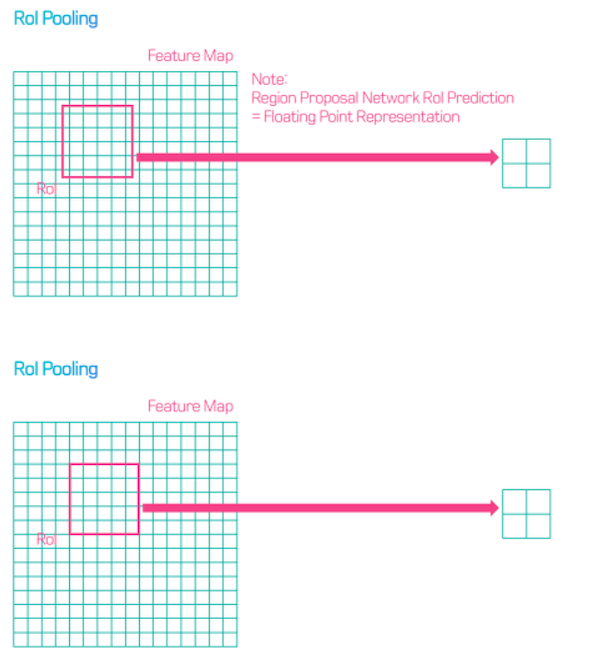 RoI Pooling
Feature Map
Note:
Region Proposal Network RoI Prediction
= Floating Point Representation
RoI
RoI Pooling
Feature Map
RoI